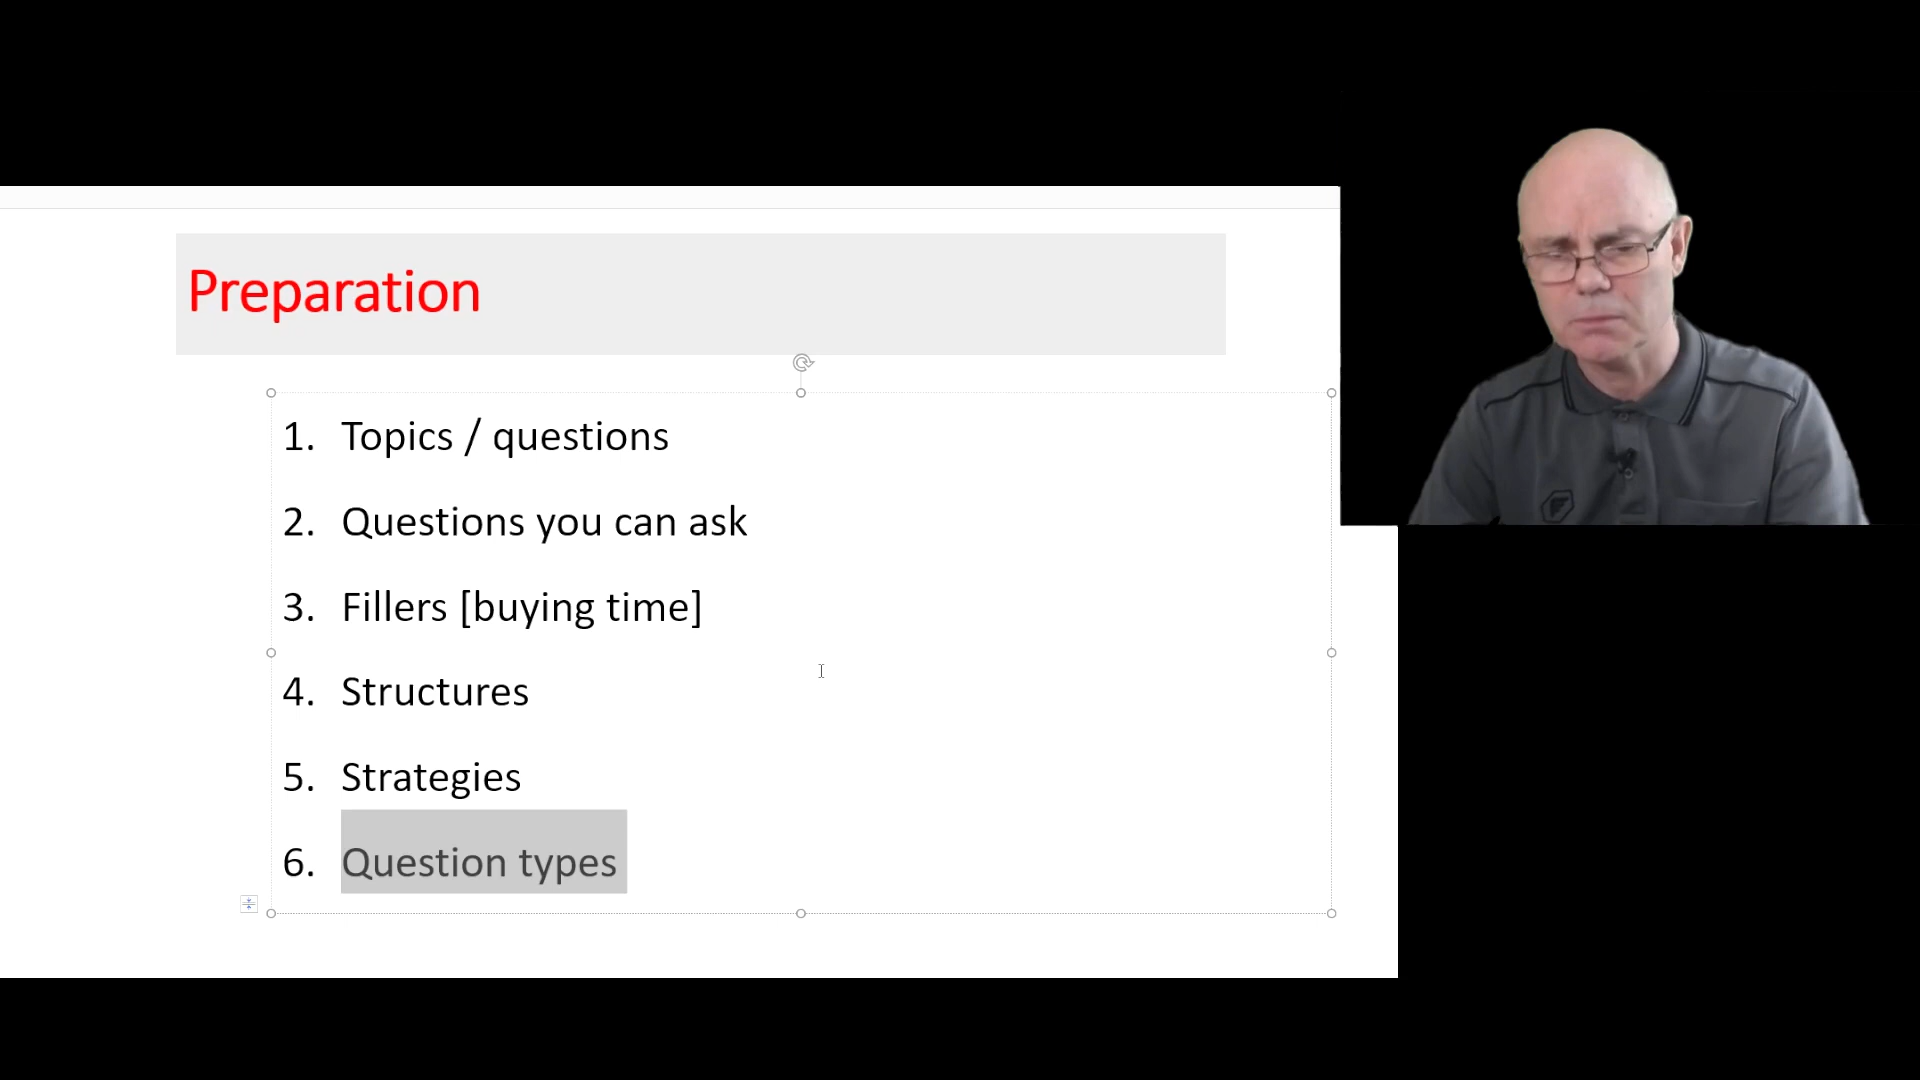 Preparation
1. Topics / questions
2. Questions you can ask
3. Fillers [buying time]
4. Structures
5. Strategies
6. Question types